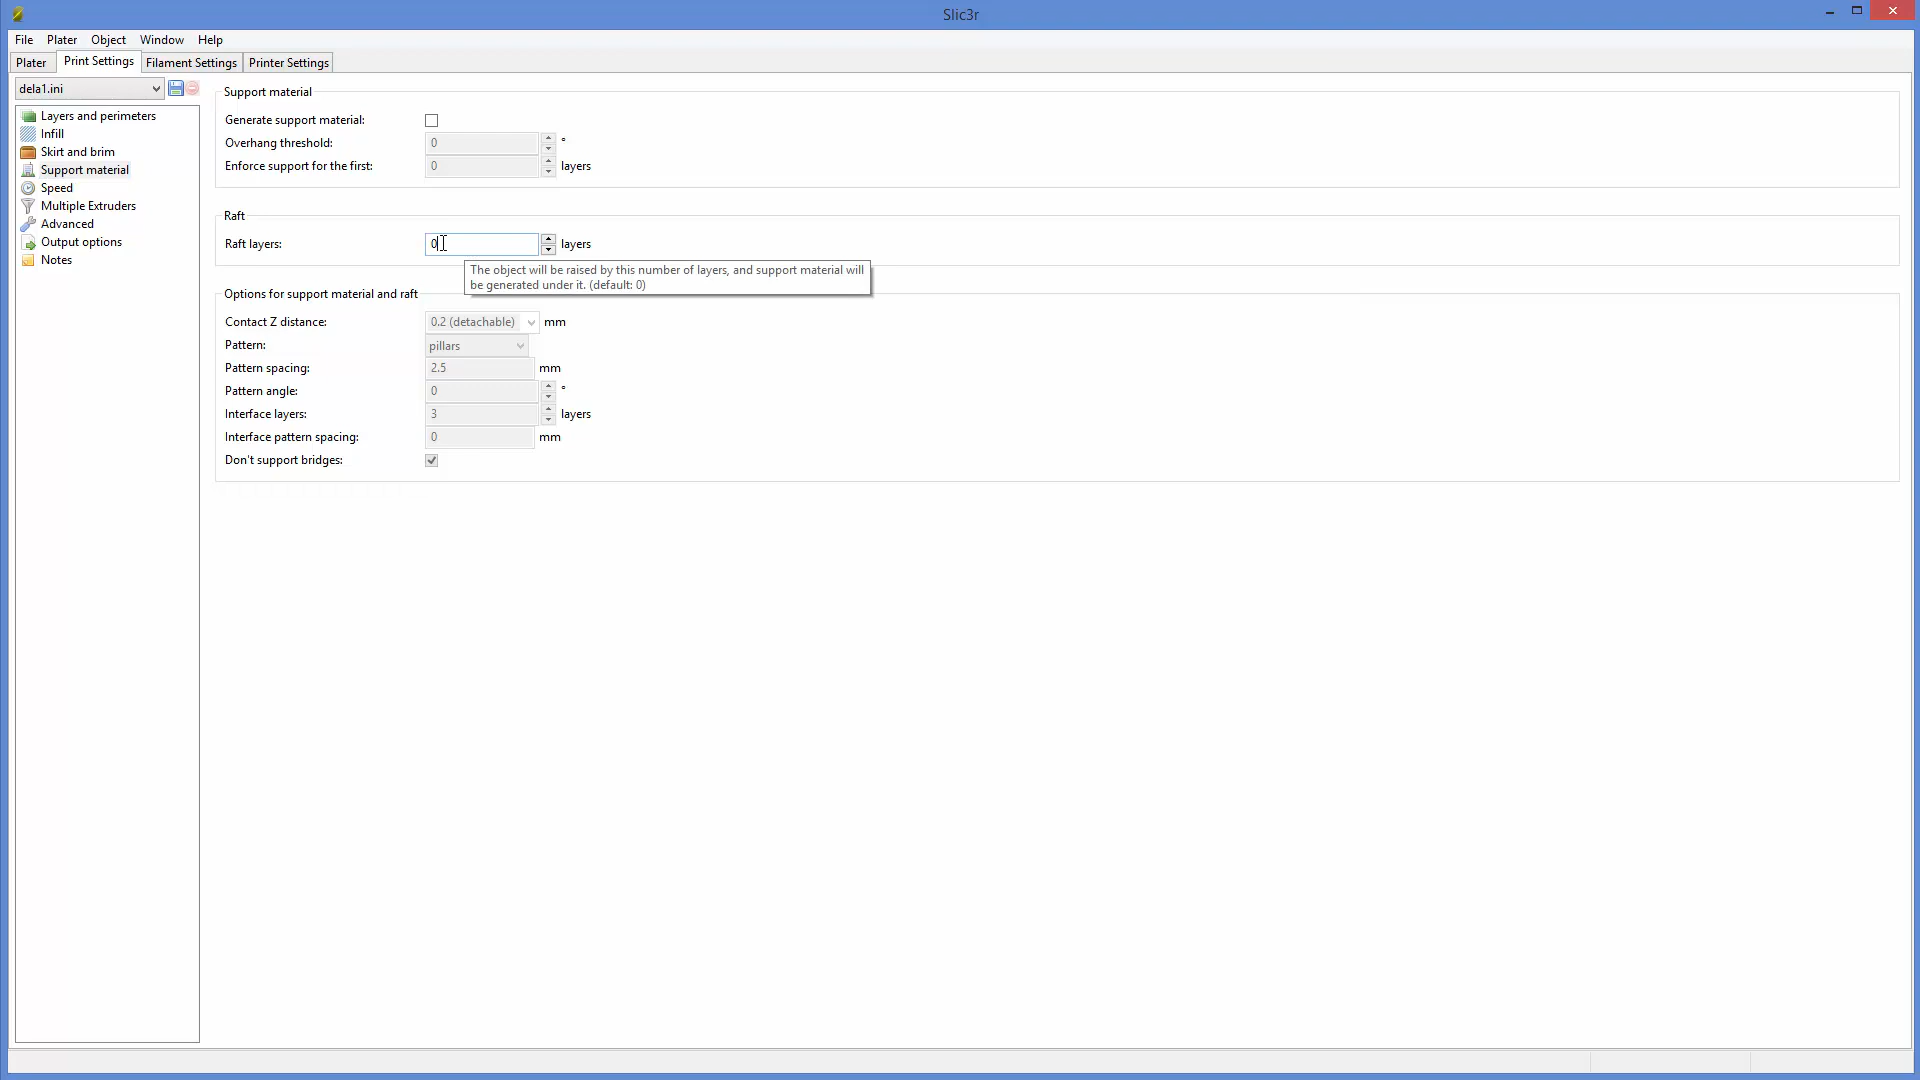 Slic3r
File Plater Object Window Help
Plater Print Settings Filament Settings Printer Settings
dela1.ini
Layers and perimeters
Infill
Skirt and brim
Support material
Speed
Multiple Extruders
Advanced
Output options
Notes
Support material
Generate support material:
Overhang threshold: 0 °
Enforce support for the first: 0 layers
Raft
Raft layers: 0 layers
The object will be raised by this number of layers, and support material will
be generated under it. (default: 0)
Options for support material and raft
Contact Z distance: 0.2 (detachable) mm
Pattern: pillars
Pattern spacing: 2.5 mm
Pattern angle: 0 °
Interface layers: 3 layers
Interface pattern spacing: 0 mm
Don't support bridges: